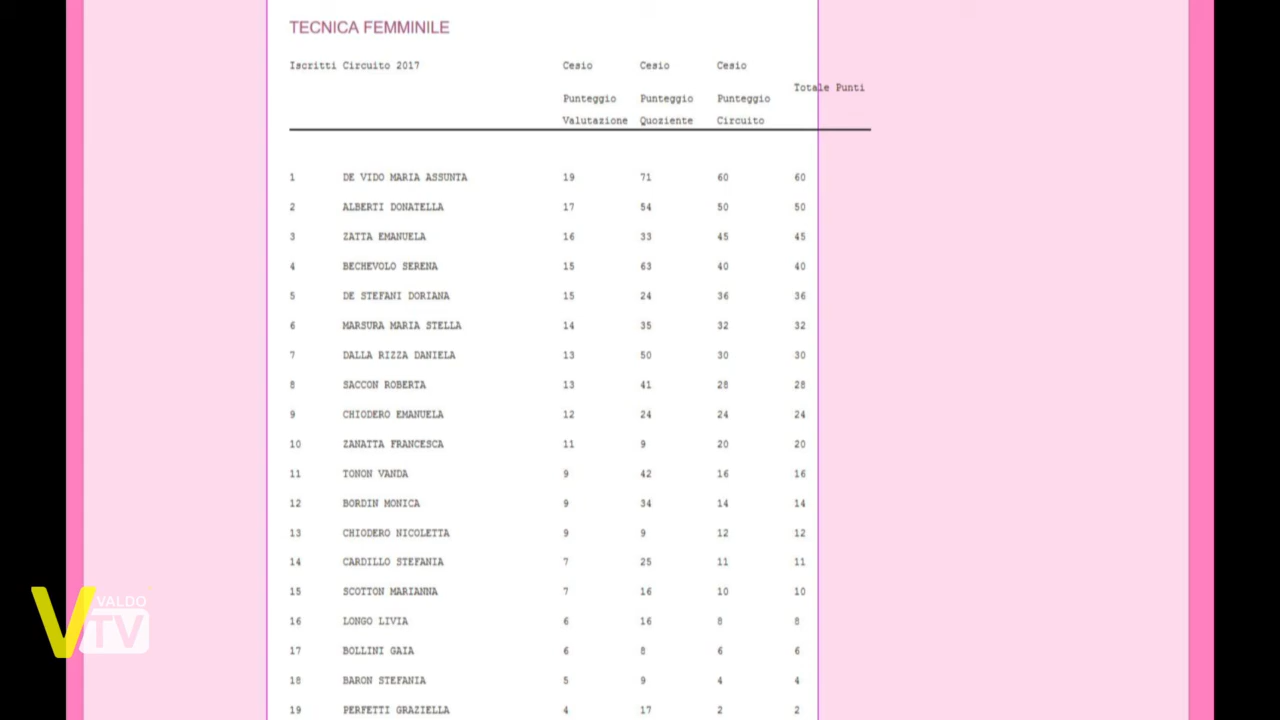 TECNICA FEMMINILE
Iscritti Circuito 2017 Cesio Cesio Cesio
Totale Punti
Punteggio Punteggio Punteggio
Valutazione Quoziente Circuito
1 DE VIDO MARIA ASSUNTA 19 71 60 60
2 ALBERTI DONATELLA 17 54 50 50
3 ZATTA EMANUELA 16 33 45 45
4 BECHEVOLO SERENA 15 63 40 40
5 DE STEFANI DORIANA 15 24 36 36
6 MARSURA MARIA STELLA 14 35 32 32
7 DALLA RIZZA DANIELA 13 50 30 30
8 SACCON ROBERTA 13 41 28 28
9 CHIODERO EMANUELA 12 24 24 24
10 ZANATTA FRANCESCA 11 9 20 20
11 TONON VANDA 9 42 16 16
12 BORDIN MONICA 9 34 14 14
13 CHIODERO NICOLETTA 9 9 12 12
14 CARDILLO STEFANIA 7 25 11 11
15 SCOTTON MARIANNA 7 16 10 10
16 LONGO LIVIA 6 16 8 8
17 BOLLINI GAIA 6 8 6 6
18 BARON STEFANIA 5 9 4 4
19 PERFETTI GRAZIELLA 4 17 2 2
V VALDO
TV